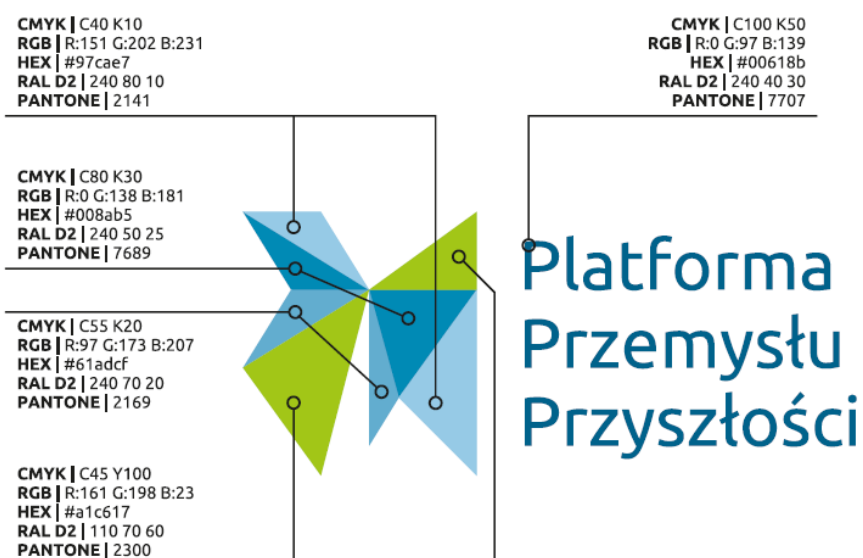 CMYK | C40 K10
RGB | R:151 G:202 B:231
HEX | #97cae7
RAL D2 | 240 80 10
PANTONE | 2141
CMYK | C100 K50
RGB | R:0 G:97 B:139
HEX | #00618b
RAL D2 | 240 40 30
PANTONE | 7707
CMYK | C80 K30
RGB | R:0 G:138 B:181
HEX | #008ab5
RAL D2 | 240 50 25
PANTONE | 7689
CMYK | C55 K20
RGB | R:97 G:173 B:207
HEX | #61adcf
RAL D2 | 240 70 20
PANTONE | 2169
CMYK | C45 Y100
RGB | R:161 G:198 B:23
HEX | #a1c617
RAL D2 | 110 70 60
PANTONE | 2300
Platforma
Przemysłu
Przyszłości